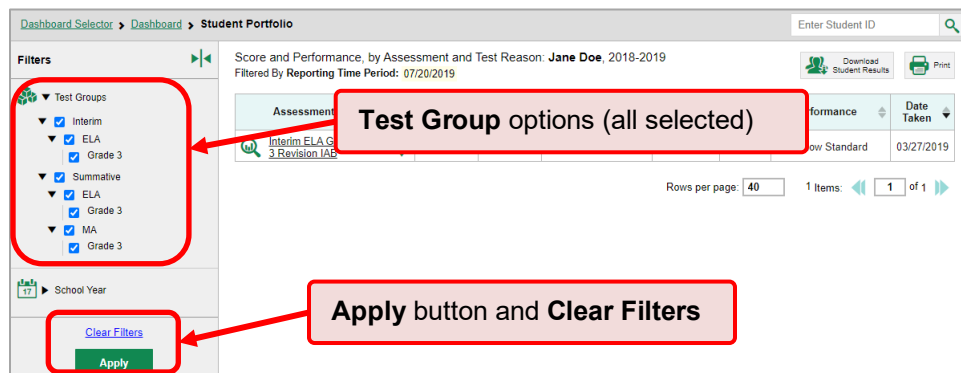 Dashboard Selector > Dashboard > Student Portfolio
Enter Student ID
Filters
Score and Performance, by Assessment and Test Reason: Jane Doe, 2018-2019
Filtered By Reporting Time Period: 07/20/2019
Download
Student Results
Print
Test Groups
Interim
ELA
Grade 3
Summative
ELA
Grade 3
MA
Grade 3
17
School Year
Clear Filters
Apply
Assessment
Test Group options (all selected)
formance
Date
Taken
Interim ELA G
3 Revision IAB
ow Standard
03/27/2019
Rows per page: 40
1 Items:
1 of 1
Apply button and Clear Filters